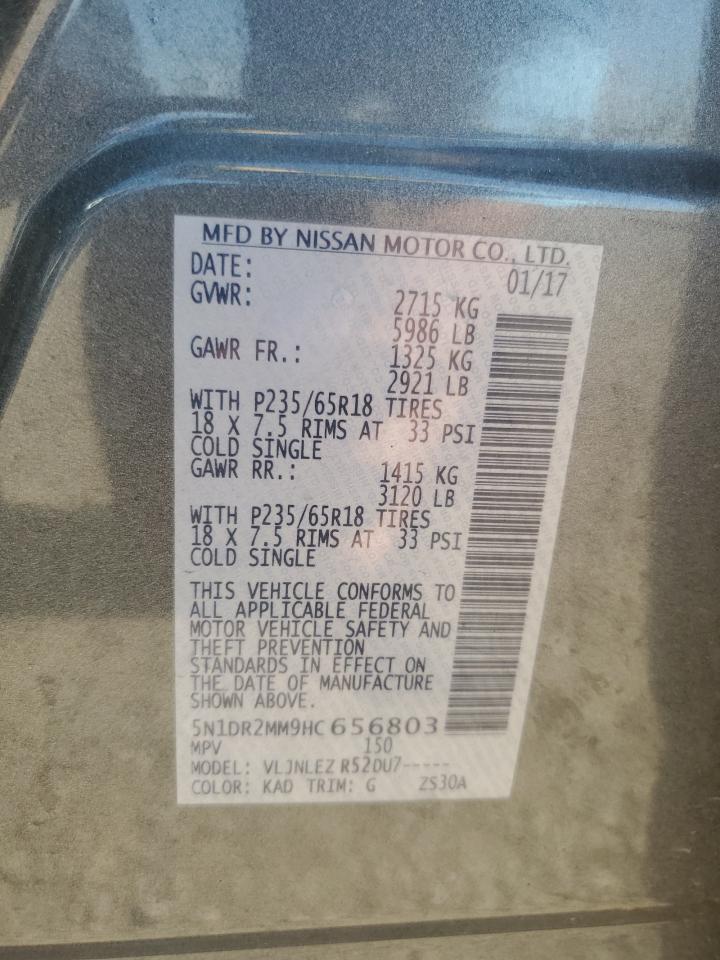 MFD BY NISSAN MOTOR CO., LTD.
DATE: 01/17
GVWR: 2715 KG
5986 LB
GAWR FR.: 1325 KG
2921 LB
WITH P235/65R18 TIRES
18 X 7.5 RIMS AT 33 PSI
COLD SINGLE
GAWR RR.: 1415 KG
3120 LB
WITH P235/65R18 TIRES
18 X 7.5 RIMS AT 33 PSI
COLD SINGLE
THIS VEHICLE CONFORMS TO
ALL APPLICABLE FEDERAL
MOTOR VEHICLE SAFETY AND
THEFT PREVENTION
STANDARDS IN EFFECT ON
THE DATE OF MANUFACTURE
SHOWN ABOVE.
5N1DR2MM9HC656803
MPV 150
MODEL: VLJNLEZ R52DU7-----
COLOR: KAD TRIM: G ZS30A